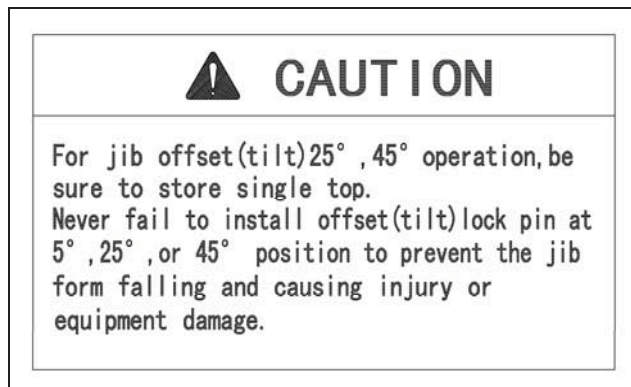 CAUTION
For jib offset(tilt)25° ,45° operation,be
sure to store single top.
Never fail to install offset(tilt)lock pin at
5° ,25° ,or 45° position to prevent the jib
form falling and causing injury or
equipment damage.